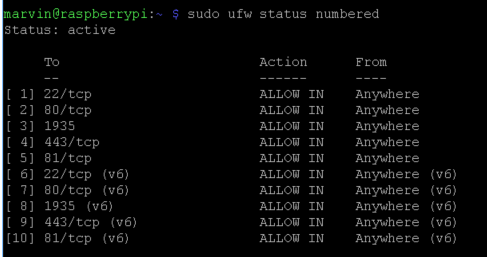 marvin@raspberrypi:~ $ sudo ufw status numbered
Status: active
To Action From
-- ------ ----
[ 1] 22/tcp ALLOW IN Anywhere
[ 2] 80/tcp ALLOW IN Anywhere
[ 3] 1935 ALLOW IN Anywhere
[ 4] 443/tcp ALLOW IN Anywhere
[ 5] 81/tcp ALLOW IN Anywhere
[ 6] 22/tcp (v6) ALLOW IN Anywhere (v6)
[ 7] 80/tcp (v6) ALLOW IN Anywhere (v6)
[ 8] 1935 (v6) ALLOW IN Anywhere (v6)
[ 9] 443/tcp (v6) ALLOW IN Anywhere (v6)
[10] 81/tcp (v6) ALLOW IN Anywhere (v6)